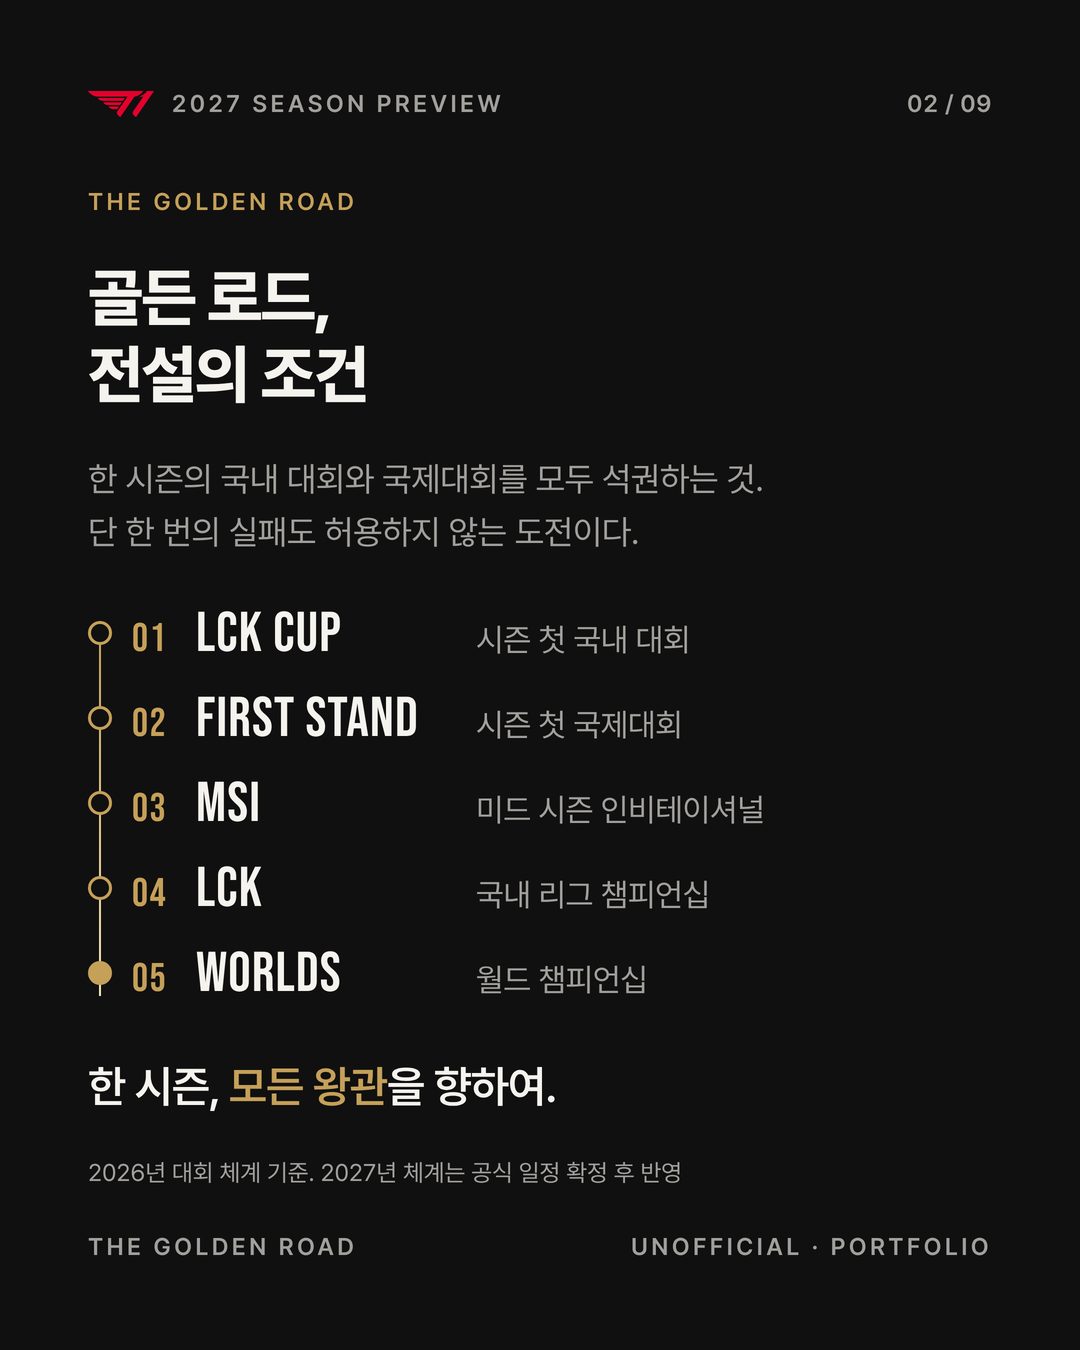 T1 2027 SEASON PREVIEW 02 / 09
THE GOLDEN ROAD
골든 로드,
전설의 조건
한 시즌의 국내 대회와 국제대회를 모두 석권하는 것.
단 한 번의 실패도 허용하지 않는 도전이다.
01 LCK CUP 시즌 첫 국내 대회
02 FIRST STAND 시즌 첫 국제대회
03 MSI 미드 시즌 인비테이셔널
04 LCK 국내 리그 챔피언십
05 WORLDS 월드 챔피언십
한 시즌, 모든 왕관을 향하여.
2026년 대회 체계 기준. 2027년 체계는 공식 일정 확정 후 반영
THE GOLDEN ROAD UNOFFICIAL · PORTFOLIO